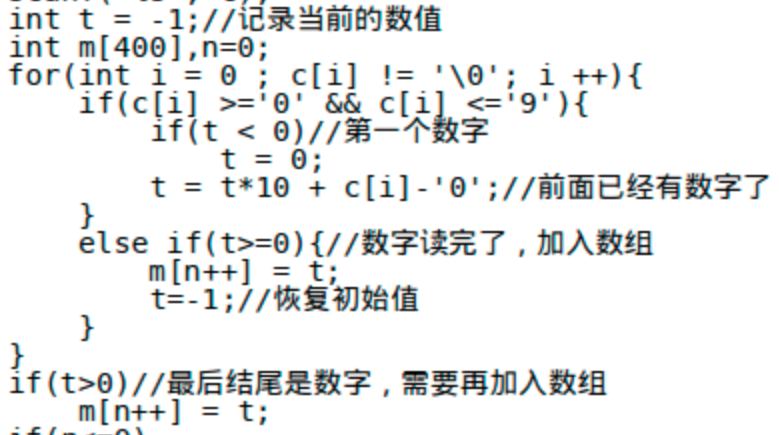 int t = -1;//记录当前的数值
int m[400],n=0;
for(int i = 0 ; c[i] != '\0'; i ++){
    if(c[i] >='0' && c[i] <='9'){
        if(t < 0)//第一个数字
            t = 0;
        t = t*10 + c[i]-'0';//前面已经有数字了
    }
    else if(t>=0){//数字读完了，加入数组
        m[n++] = t;
        t=-1;//恢复初始值
    }
}
if(t>0)//最后结尾是数字，需要再加入数组
    m[n++] = t;